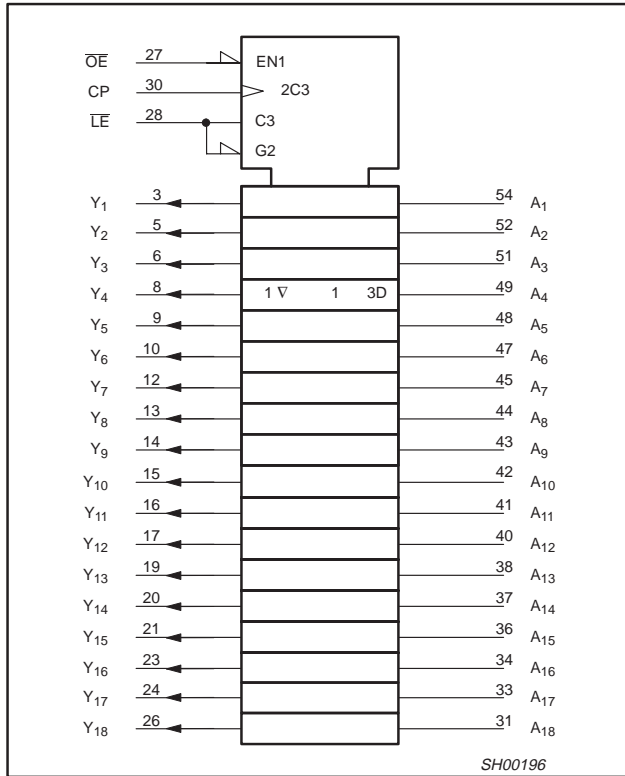 O̅E̅ 27 EN1
CP 30 2C3
L̅E̅ 28 C3
G2
Y₁ 3 54 A₁
Y₂ 5 52 A₂
Y₃ 6 51 A₃
Y₄ 8 1 ∇ 1 3D 49 A₄
Y₅ 9 48 A₅
Y₆ 10 47 A₆
Y₇ 12 45 A₇
Y₈ 13 44 A₈
Y₉ 14 43 A₉
Y₁₀ 15 42 A₁₀
Y₁₁ 16 41 A₁₁
Y₁₂ 17 40 A₁₂
Y₁₃ 19 38 A₁₃
Y₁₄ 20 37 A₁₄
Y₁₅ 21 36 A₁₅
Y₁₆ 23 34 A₁₆
Y₁₇ 24 33 A₁₇
Y₁₈ 26 31 A₁₈
SH00196